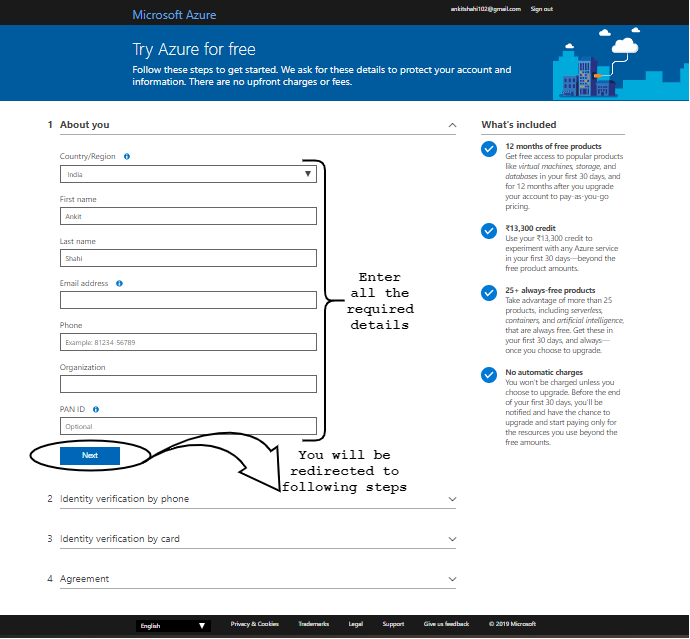 Microsoft Azure
ankitshahi102@gmail.com Sign out
Try Azure for free
Follow these steps to get started. We ask for these details to protect your account and
information. There are no upfront charges or fees.
1 About you
Country/Region
India
First name
Ankit
Last name
Shahi
Email address
Phone
Example: 81234-56789
Organization
PAN ID
Optional
Next
Enter
all the
required
details
You will be
redirected to
following steps
2 Identity verification by phone
3 Identity verification by card
4 Agreement
What's included
12 months of free products
Get free access to popular products
like virtual machines, storage, and
databases in your first 30 days, and
for 12 months after you upgrade
your account to pay-as-you-go
pricing.
₹13,300 credit
Use your ₹13,300 credit to
experiment with any Azure service
in your first 30 days—beyond the
free product amounts.
25+ always-free products
Take advantage of more than 25
products, including serverless,
containers, and artificial intelligence,
that are always free. Get these in
your first 30 days, and always—
once you choose to upgrade.
No automatic charges
You won't be charged unless you
choose to upgrade. Before the end
of your first 30 days, you'll be
notified and have the chance to
upgrade and start paying only for
the resources you use beyond the
free amounts.
English Privacy & Cookies Trademarks Legal Support Give us feedback © 2019 Microsoft